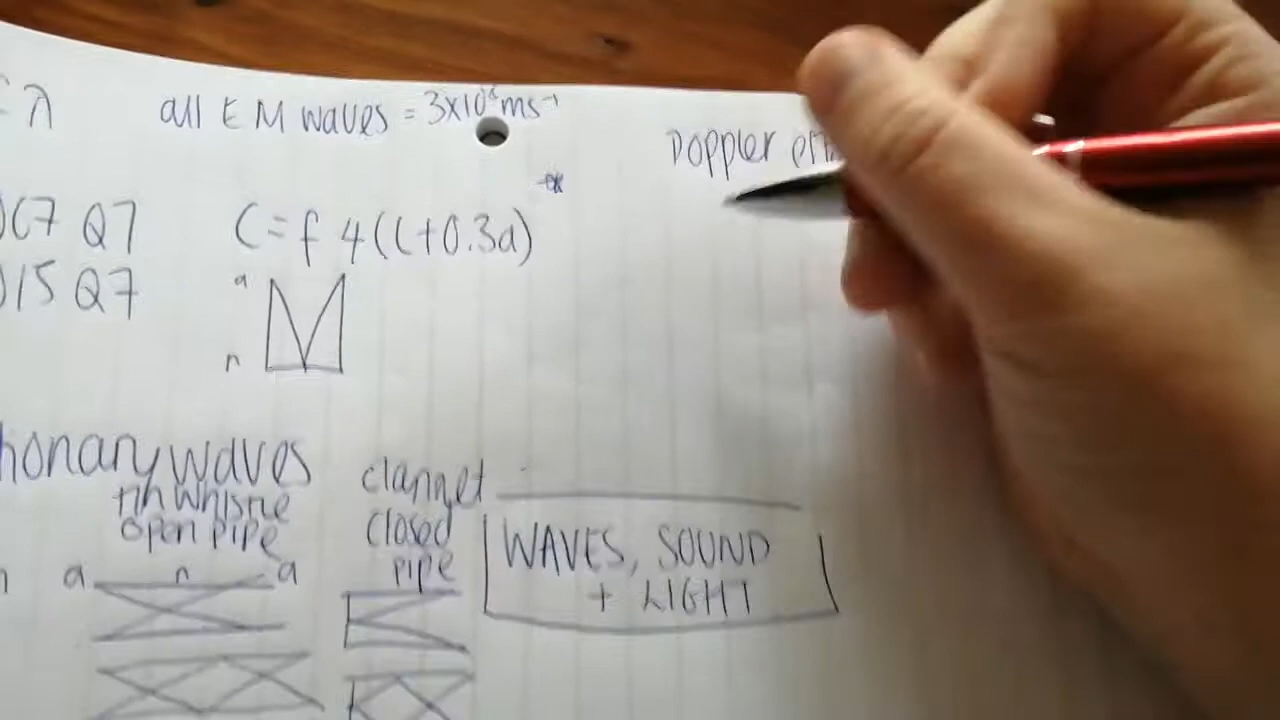 λ
all EM waves = 3x10⁸ms⁻¹
Doppler
Q7
C=f 4(l+0.3d)
15 Q7
a
n
waves
tin whistle
open pipe
clarinet
closed
pipe
a n a
WAVES, SOUND
+ LIGHT